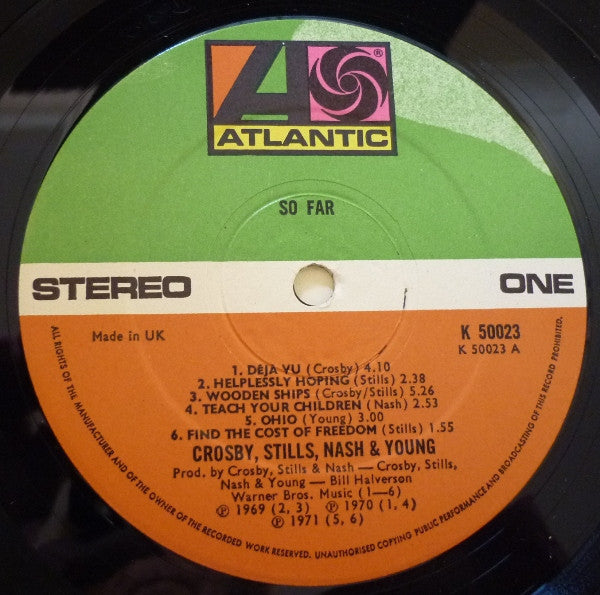 ®
ATLANTIC
SO FAR
STEREO ONE
Made in UK
K 50023
K 50023 A
1. DEJA VU (Crosby) 4.10
2. HELPLESSLY HOPING (Stills) 2.38
3. WOODEN SHIPS (Crosby/Stills) 5.26
4. TEACH YOUR CHILDREN (Nash) 2.53
5. OHIO (Young) 3.00
6. FIND THE COST OF FREEDOM (Stills) 1.55
CROSBY, STILLS, NASH & YOUNG
Prod. by Crosby, Stills & Nash — Crosby, Stills,
Nash & Young — Bill Halverson
Warner Bros. Music (1—6)
℗ 1969 (2, 3) ℗ 1970 (1, 4)
℗ 1971 (5, 6)
ALL RIGHTS OF THE MANUFACTURER AND OF THE OWNER OF THE RECORDED WORK RESERVED. UNAUTHORISED COPYING PUBLIC PERFORMANCE AND BROADCASTING OF THIS RECORD PROHIBITED.